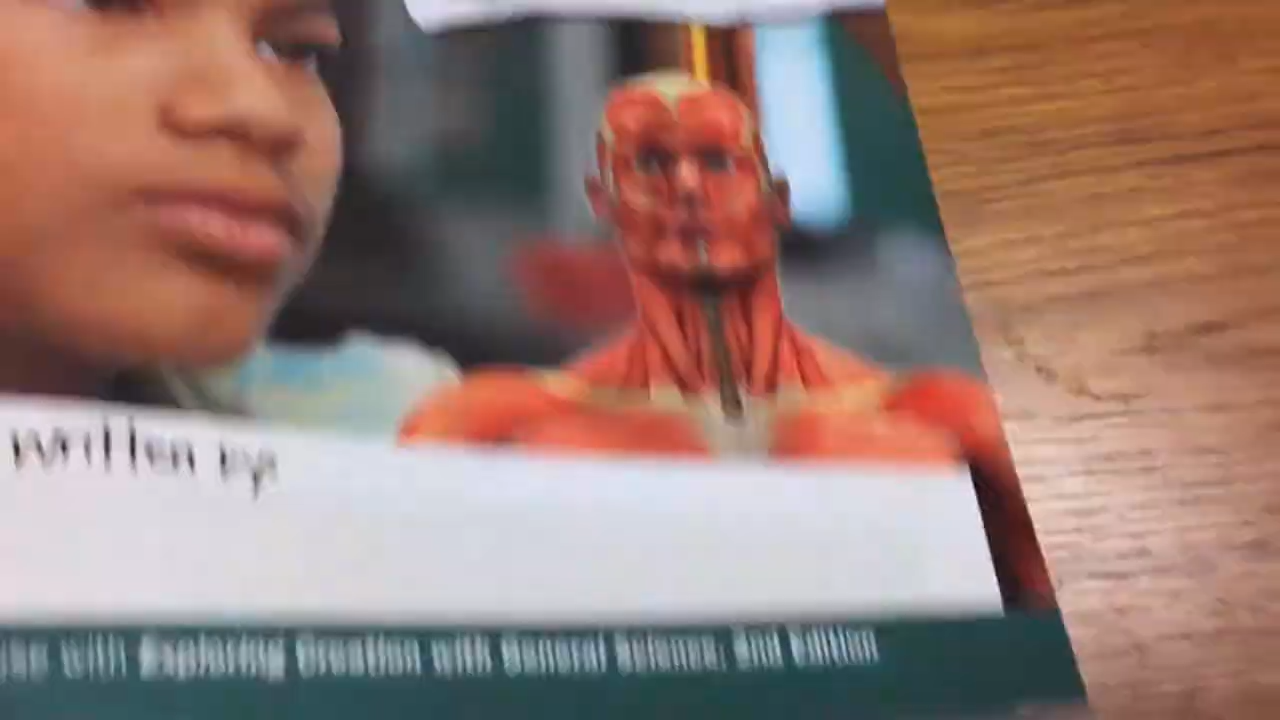 written by
with Exploring Creation with General Science, 2nd Edition